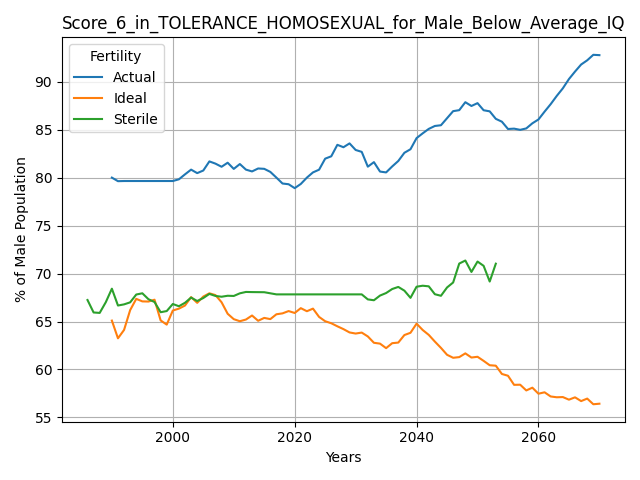 Score_6_in_TOLERANCE_HOMOSEXUAL_for_Male_Below_Average_IQ
Fertility
Actual
Ideal
Sterile
% of Male Population
90
85
80
75
70
65
60
55
2000
2020
2040
2060
Years